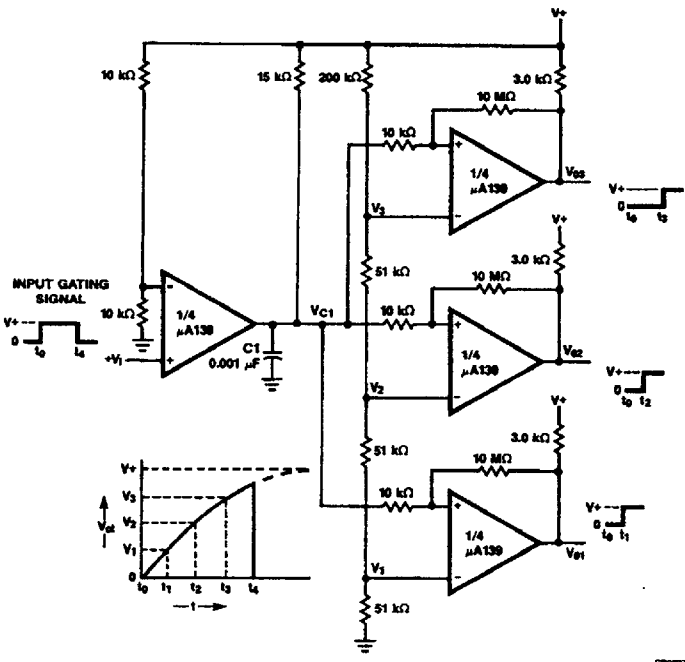 V+
10 kΩ
15 kΩ
200 kΩ
3.0 kΩ
10 MΩ
10 kΩ
+
1/4
μA139
V03
V+
0
t0
t3
V3
−
V+
3.0 kΩ
51 kΩ
10 MΩ
INPUT GATING
SIGNAL
V+
0
t0
t4
10 kΩ
−
1/4
μA139
+VI
+
VC1
C1
0.001 μF
10 kΩ
+
1/4
μA139
V02
V+
0
t0
t2
V2
−
V+
3.0 kΩ
51 kΩ
10 MΩ
10 kΩ
+
1/4
μA139
V01
V+
0
t0
t1
V1
−
51 kΩ
V+
V3
V2
V1
0
t0
t1
t2
t3
t4
t